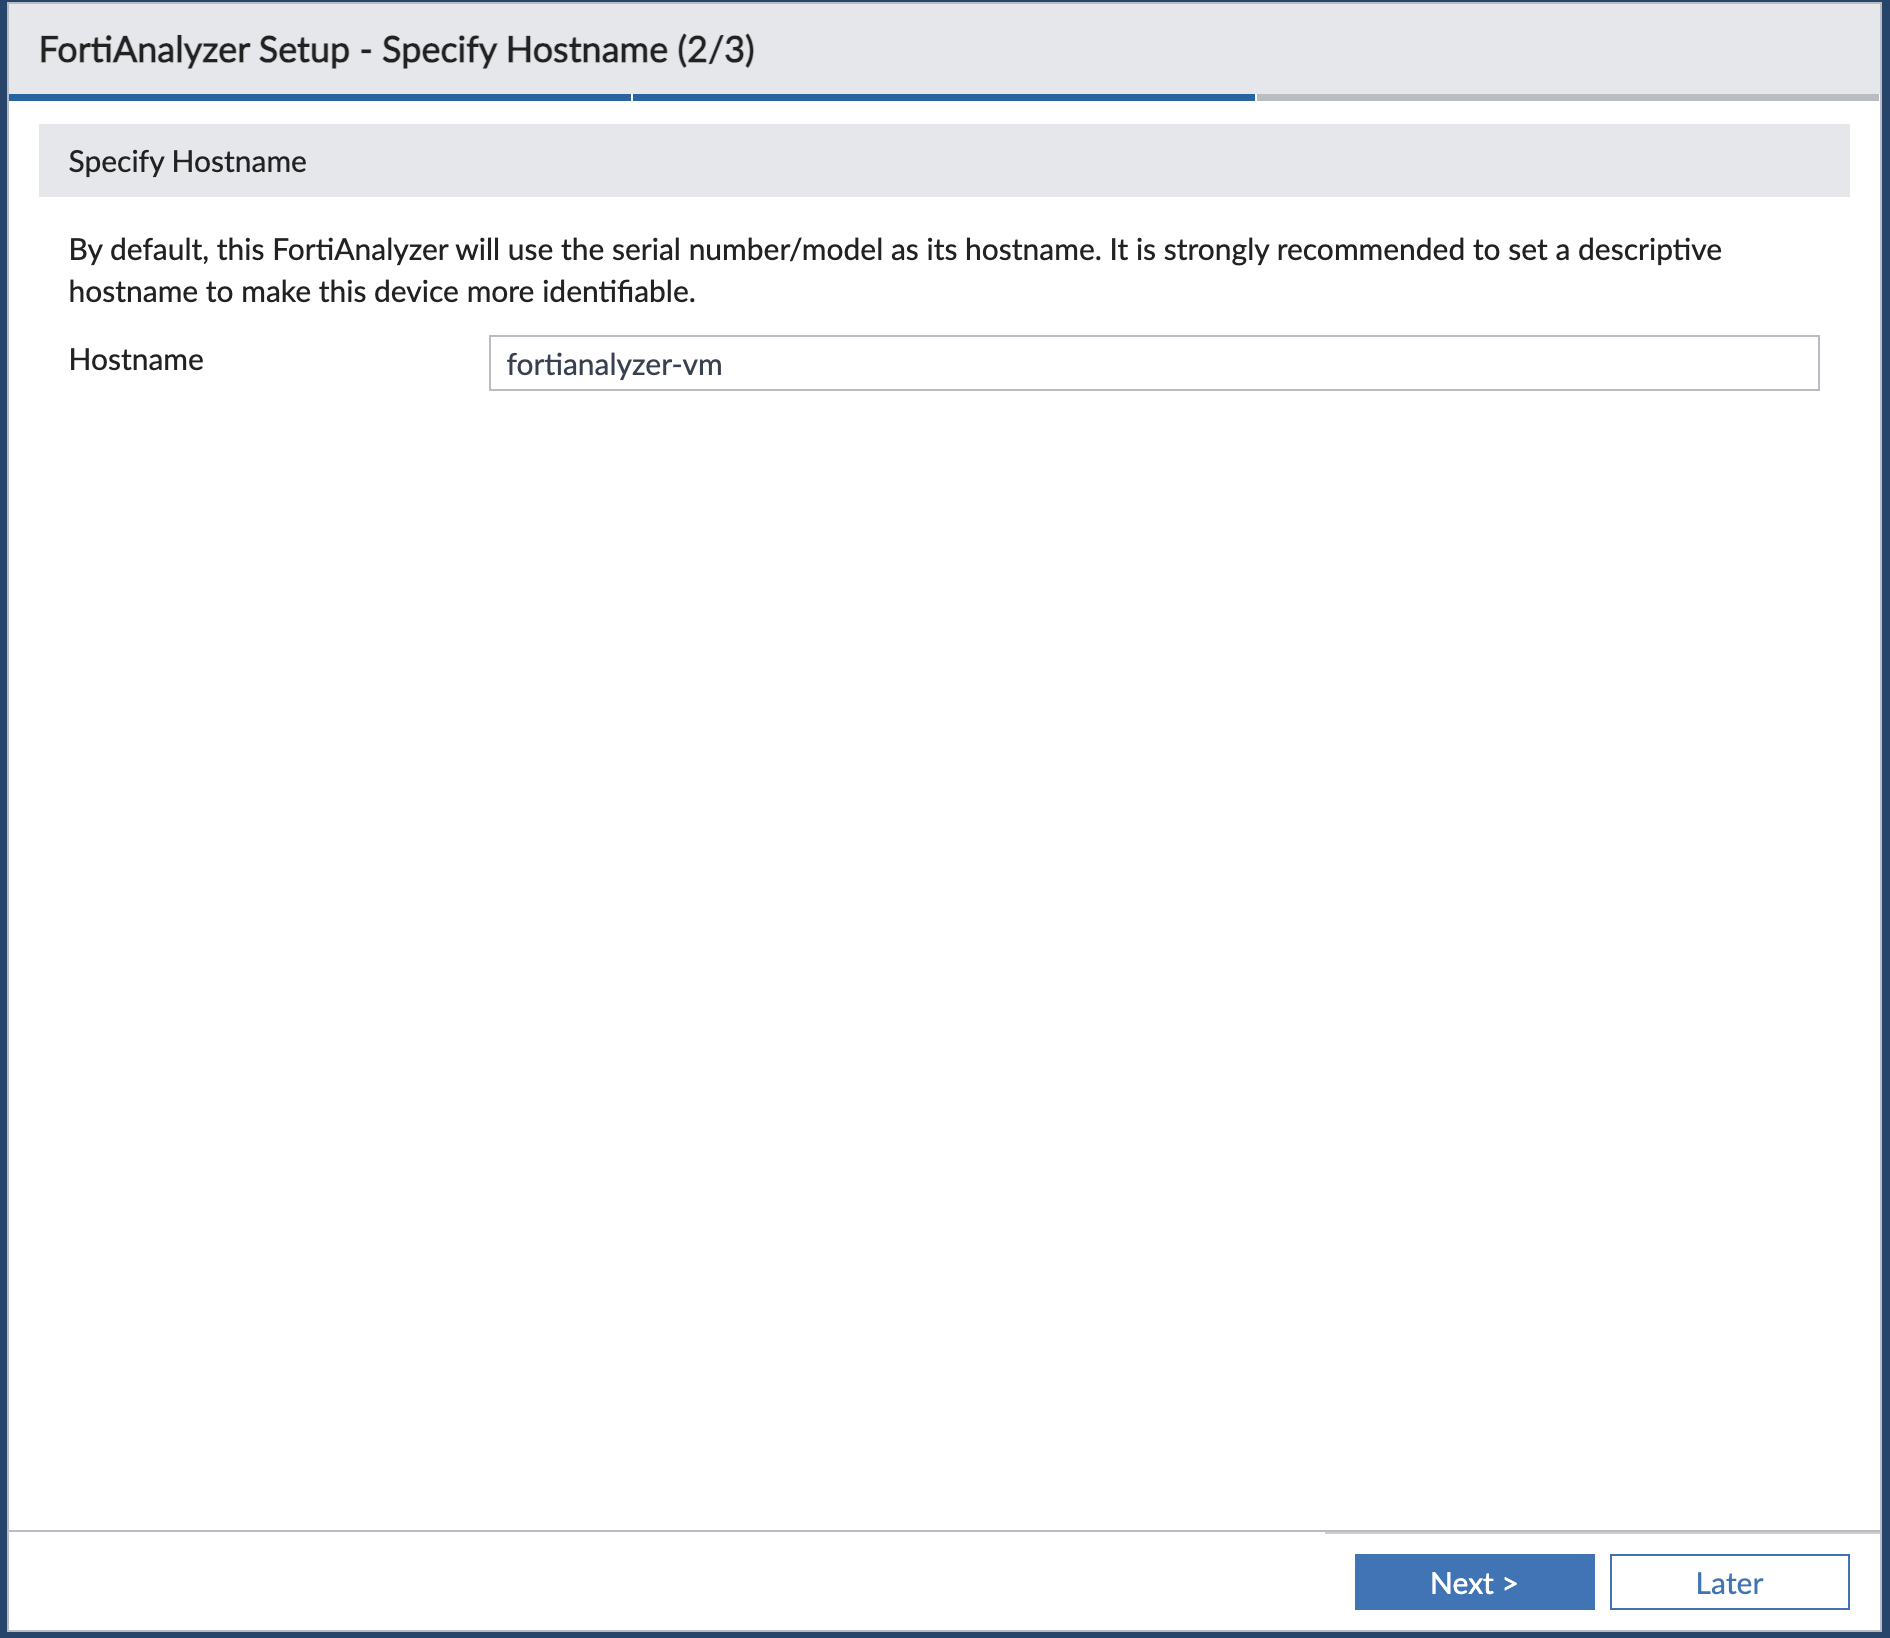 FortiAnalyzer Setup - Specify Hostname (2/3)
Specify Hostname
By default, this FortiAnalyzer will use the serial number/model as its hostname. It is strongly recommended to set a descriptive
hostname to make this device more identifiable.
Hostname
fortianalyzer-vm
Next >
Later